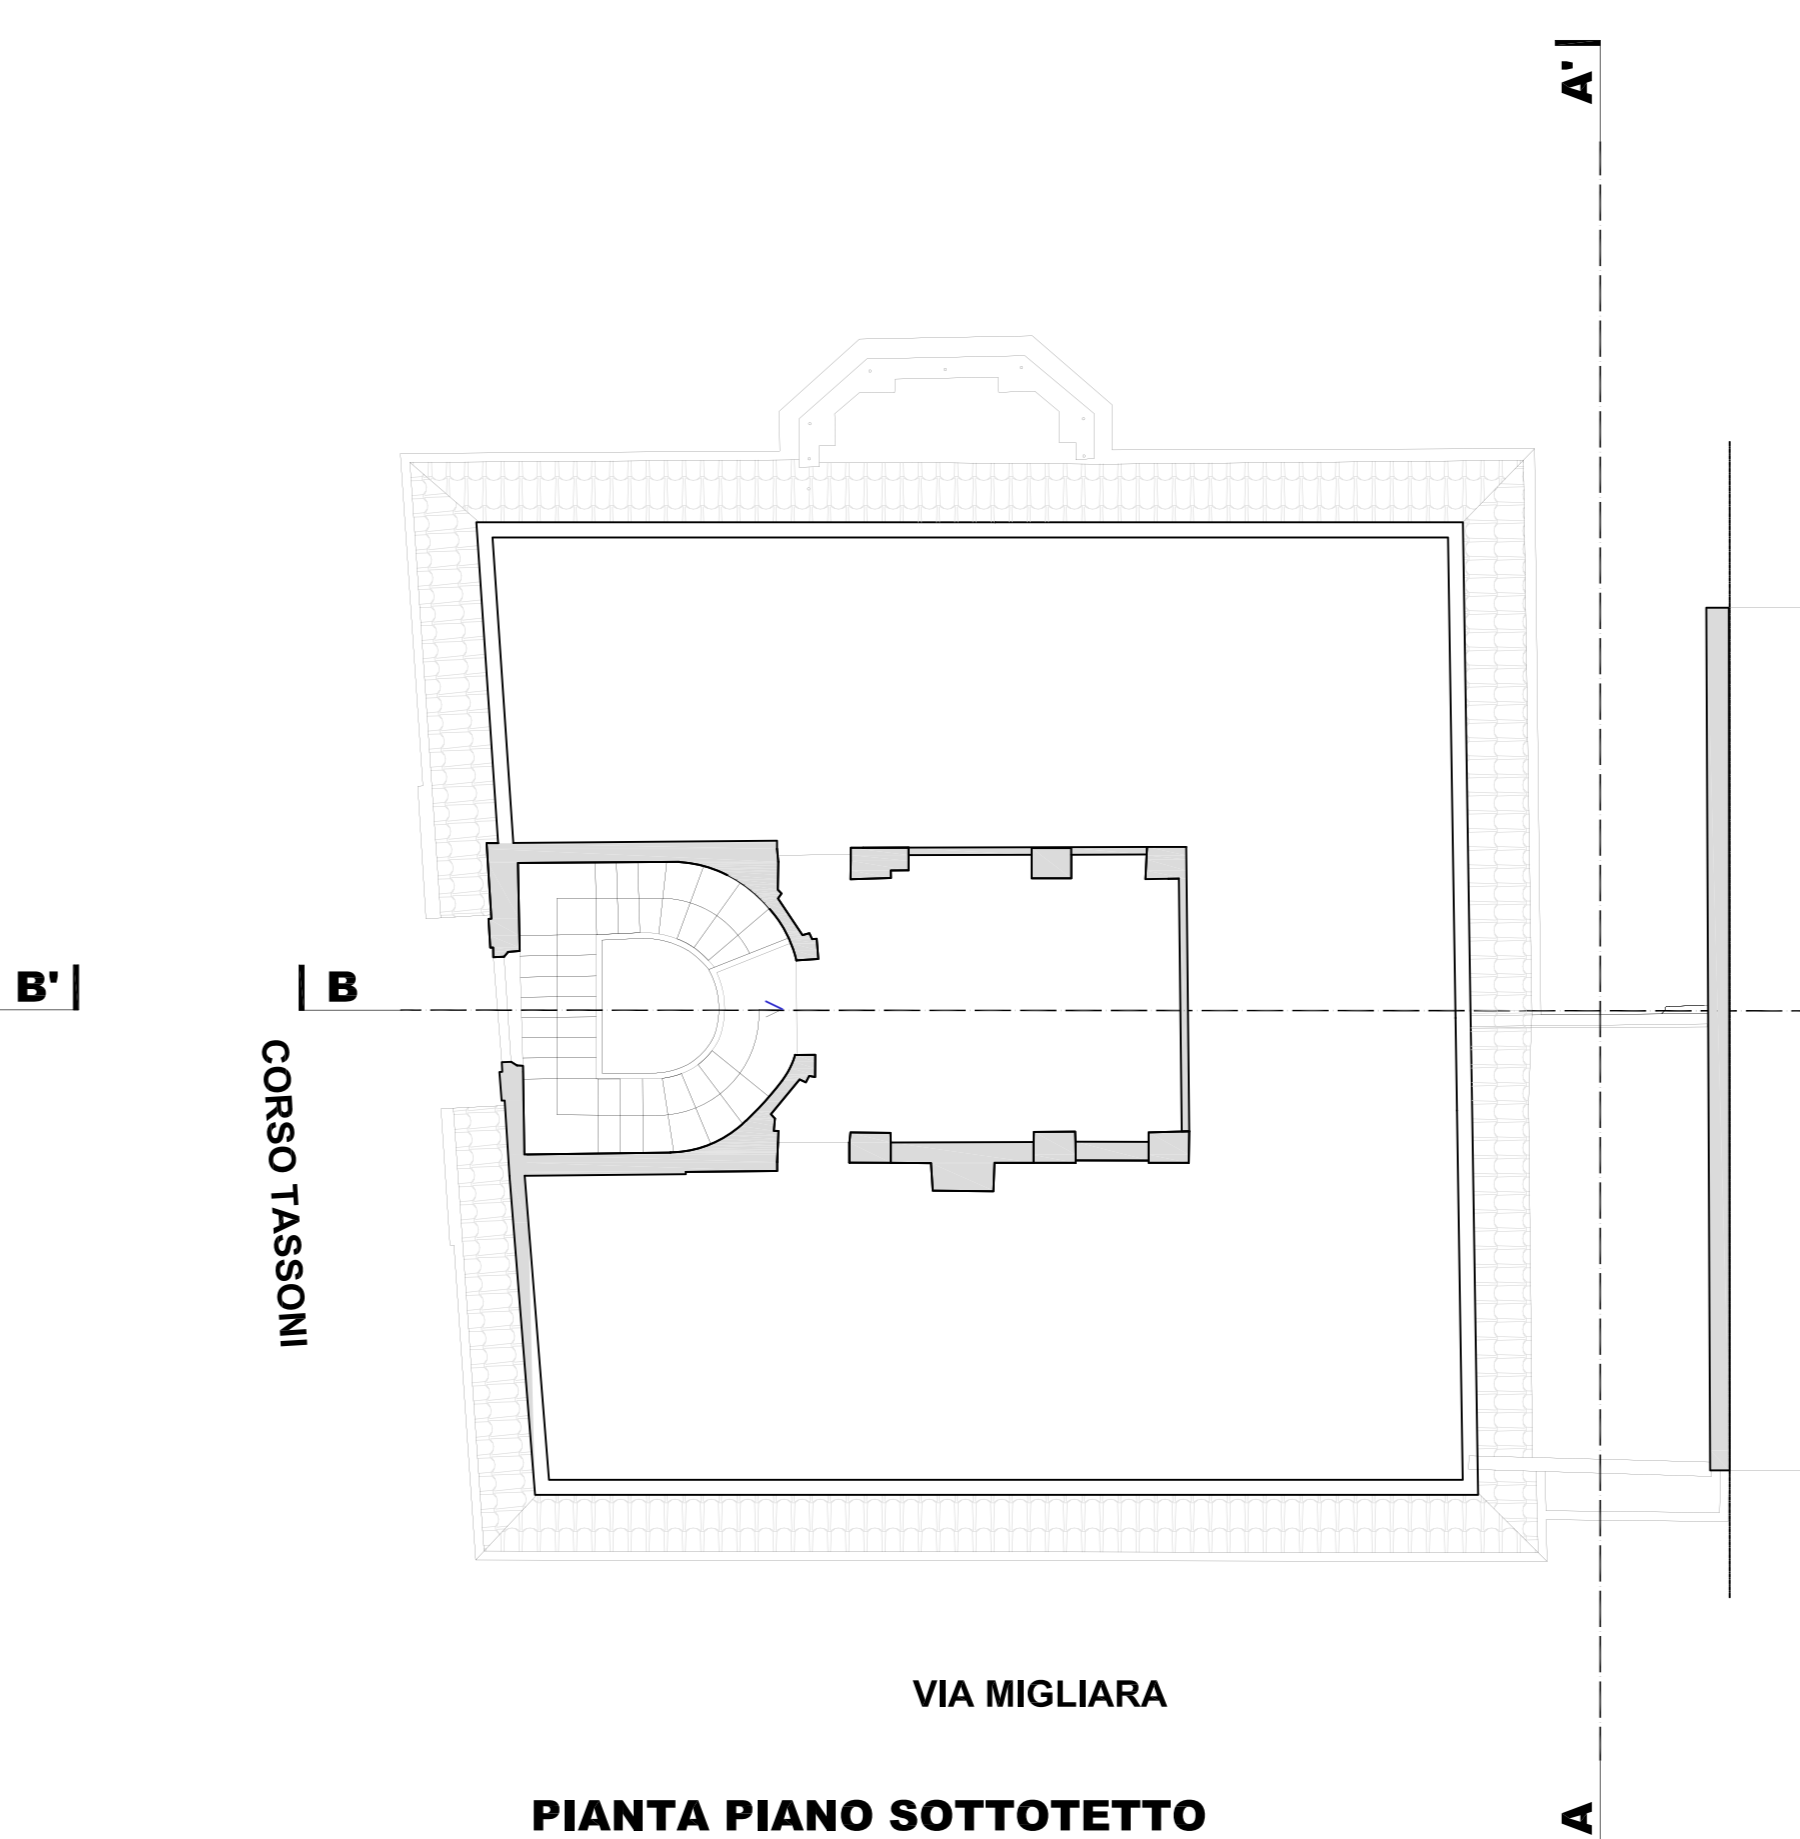 A'
B'
B
CORSO TASSONI
VIA MIGLIARA
PIANTA PIANO SOTTOTETTO
A